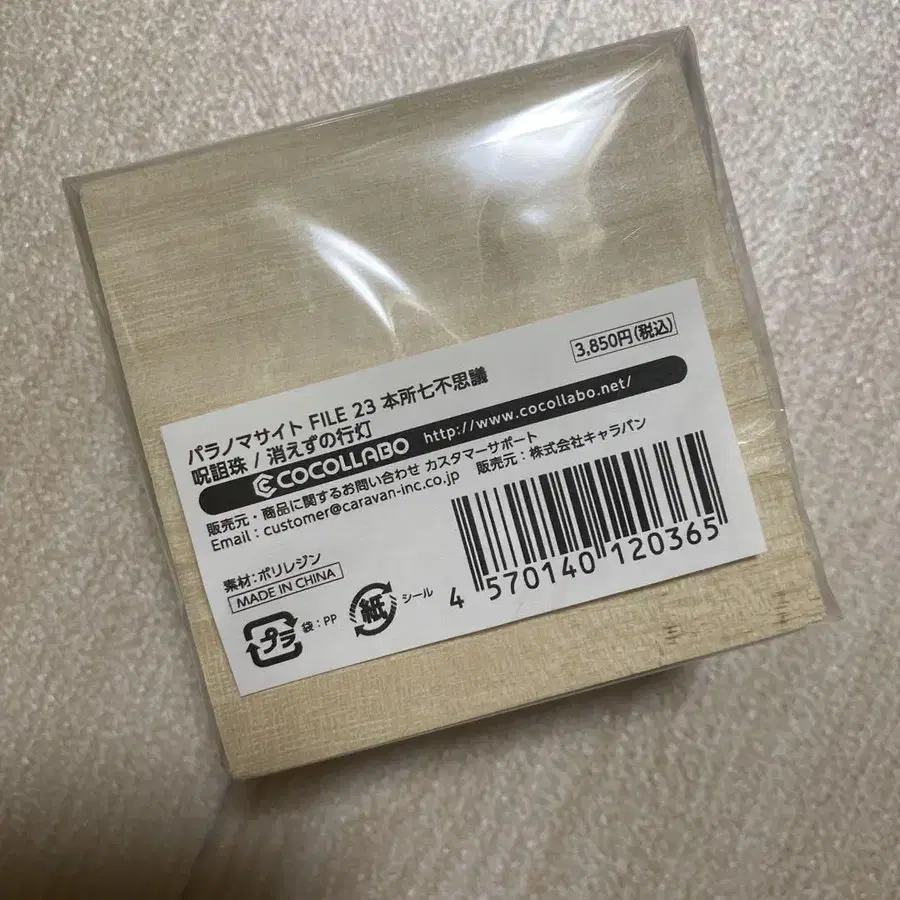 パラノマサイト FILE 23 本所七不思議
呪詛珠 / 消えずの行灯
3,850円(税込)
COCOLLABO http://www.cocollabo.net/
販売元・商品に関するお問い合わせ カスタマーサポート
Email : customer@caravan-inc.co.jp 販売元 : 株式会社キャラバン
素材:ポリレジン
MADE IN CHINA
プラ 袋 : PP 紙 シール
4 570140 120365